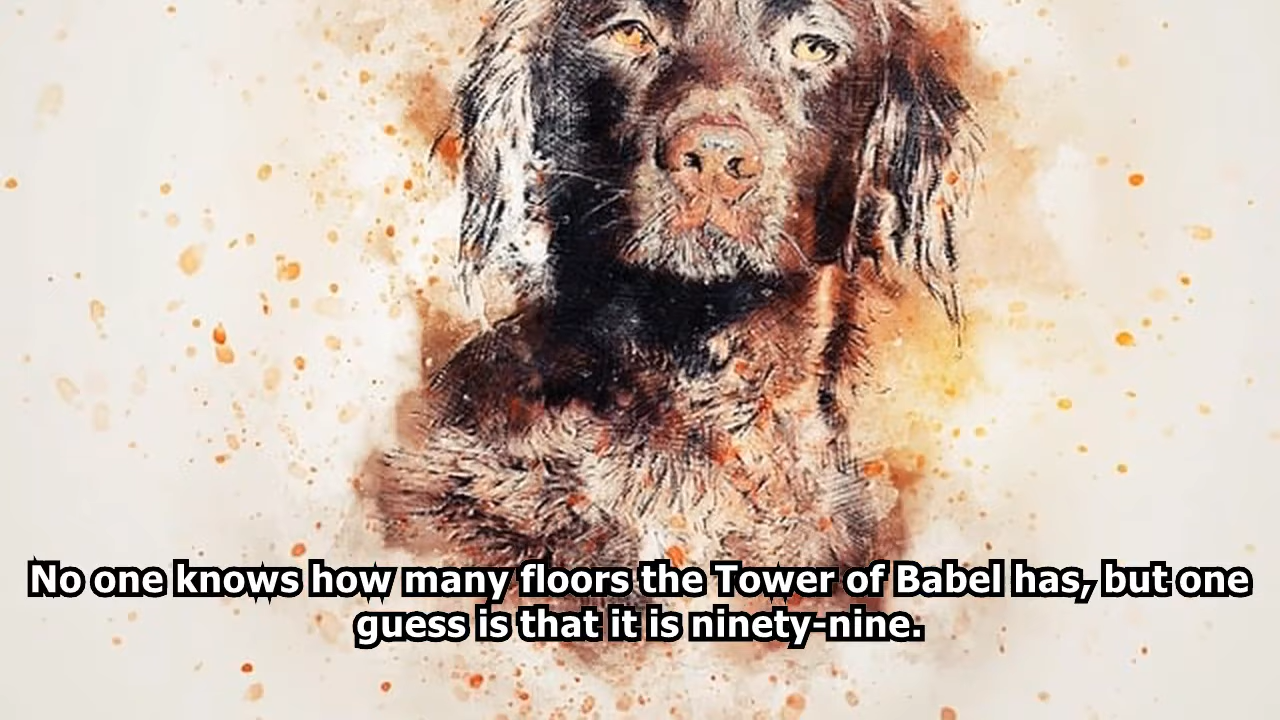 No one knows how many floors the Tower of Babel has, but one
guess is that it is ninety-nine.